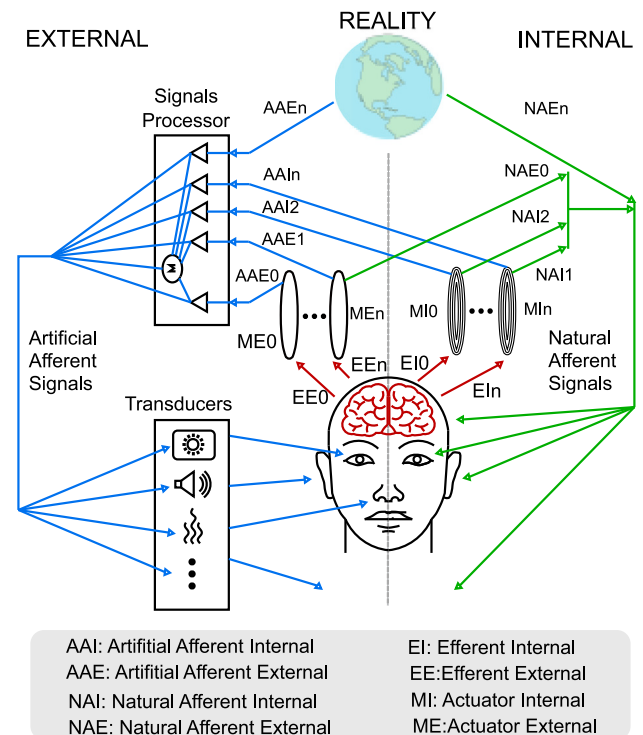 REALITY
EXTERNAL
INTERNAL
Signals
Processor
AAEn
NAEn
AAIn
AAI2
AAE1
AAE0
NAE0
NAI2
NAI1
Σ
ME0
MEn
MI0
MIn
EE0
EEn
EI0
EIn
Artificial
Afferent
Signals
Natural
Afferent
Signals
Transducers
AAI: Artifitial Afferent Internal
AAE: Artifitial Afferent External
NAI: Natural Afferent Internal
NAE: Natural Afferent External
EI: Efferent Internal
EE:Efferent External
MI: Actuator Internal
ME:Actuator External